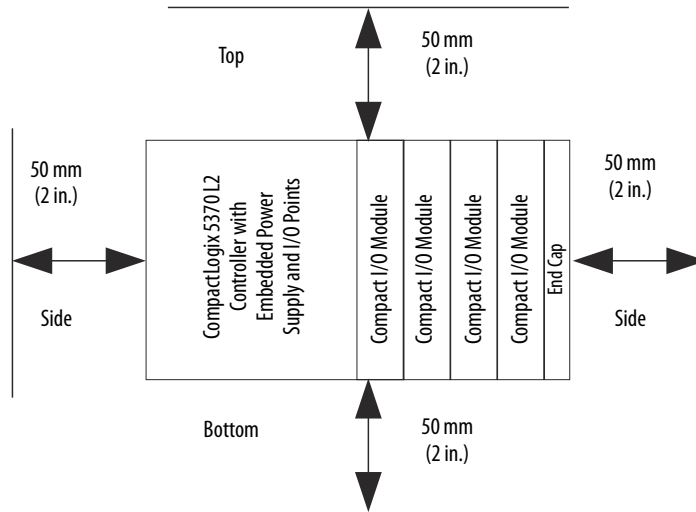 Top
50 mm
(2 in.)
50 mm
(2 in.)
Side
CompactLogix 5370 L2
Controller with
Embedded Power
Supply and I/O Points
Compact I/O Module
Compact I/O Module
Compact I/O Module
Compact I/O Module
End Cap
50 mm
(2 in.)
Side
Bottom
50 mm
(2 in.)